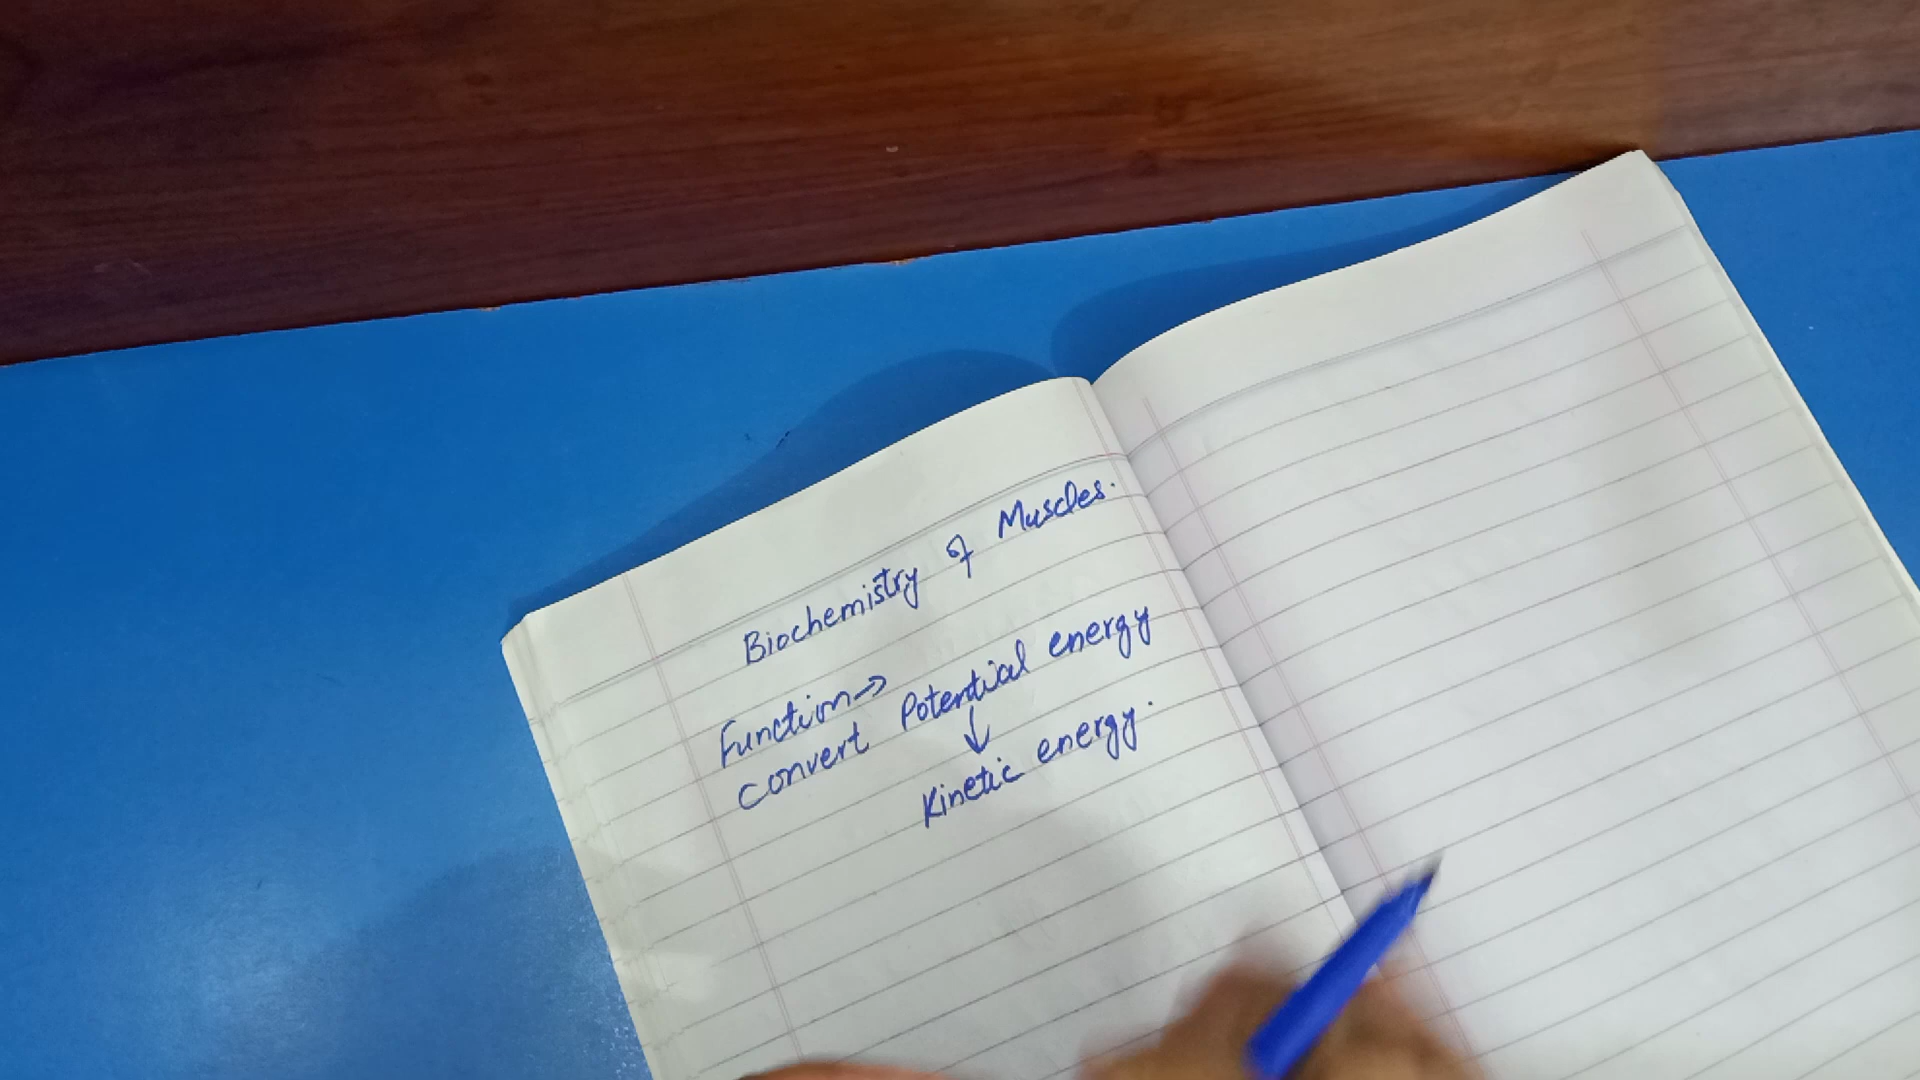 Biochemistry of Muscles.
Function →
convert Potential energy
↓
Kinetic energy.